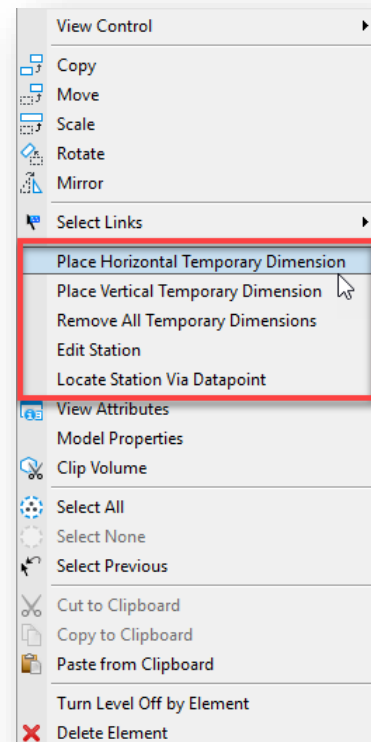 View Control
Copy
Move
Scale
Rotate
Mirror
Select Links
Place Horizontal Temporary Dimension
Place Vertical Temporary Dimension
Remove All Temporary Dimensions
Edit Station
Locate Station Via Datapoint
View Attributes
Model Properties
Clip Volume
Select All
Select None
Select Previous
Cut to Clipboard
Copy to Clipboard
Paste from Clipboard
Turn Level Off by Element
Delete Element